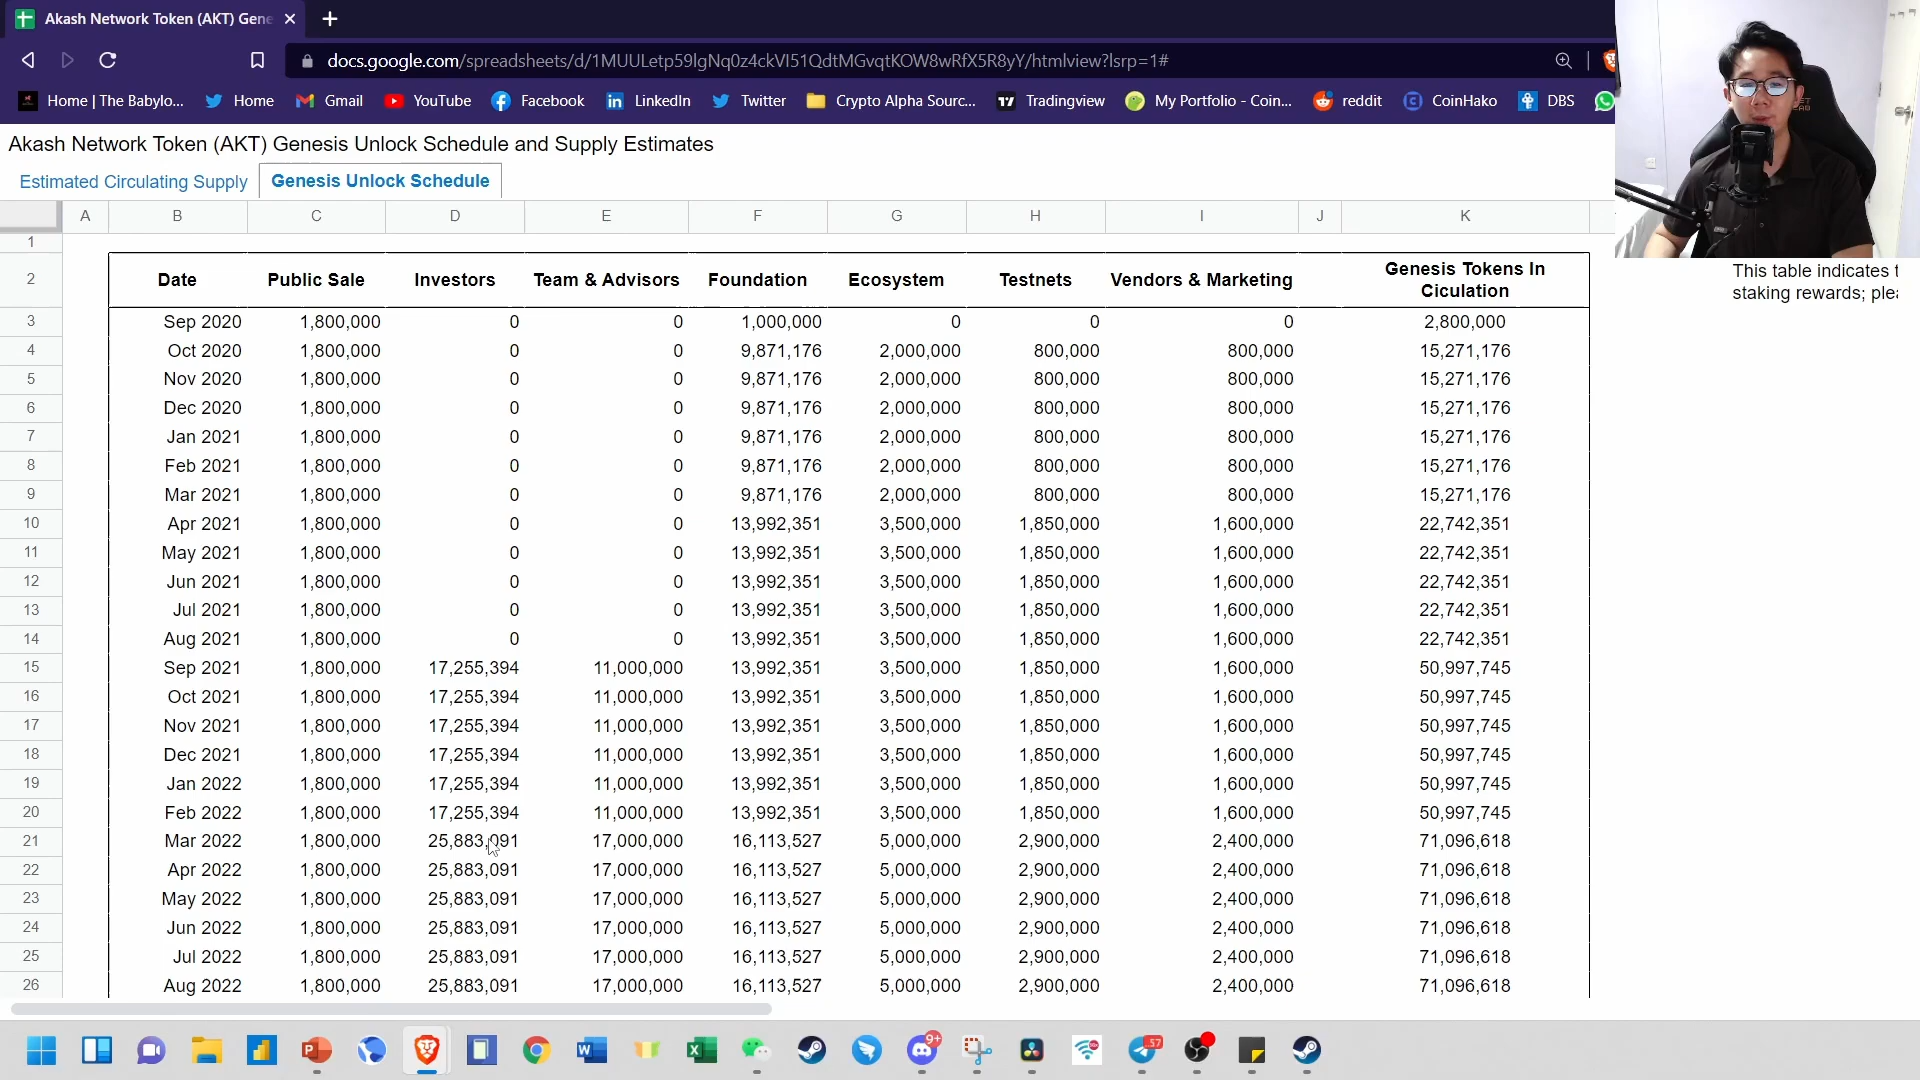 Akash Network Token (AKT) Gene
docs.google.com/spreadsheets/d/1MUULetp59lgNq0z4ckVI51QdtMGvqtKOW8wRfX5R8yY/htmlview?lsrp=1#
Home | The Babylo... Home Gmail YouTube Facebook LinkedIn Twitter Crypto Alpha Sourc... Tradingview My Portfolio - Coin... reddit CoinHako DBS
Akash Network Token (AKT) Genesis Unlock Schedule and Supply Estimates
Estimated Circulating Supply Genesis Unlock Schedule
A B C D E F G H I J K
1
2 Date Public Sale Investors Team & Advisors Foundation Ecosystem Testnets Vendors & Marketing Genesis Tokens In
Ciculation
This table indicates t
staking rewards; plea
3 Sep 2020 1,800,000 0 0 1,000,000 0 0 0 2,800,000
4 Oct 2020 1,800,000 0 0 9,871,176 2,000,000 800,000 800,000 15,271,176
5 Nov 2020 1,800,000 0 0 9,871,176 2,000,000 800,000 800,000 15,271,176
6 Dec 2020 1,800,000 0 0 9,871,176 2,000,000 800,000 800,000 15,271,176
7 Jan 2021 1,800,000 0 0 9,871,176 2,000,000 800,000 800,000 15,271,176
8 Feb 2021 1,800,000 0 0 9,871,176 2,000,000 800,000 800,000 15,271,176
9 Mar 2021 1,800,000 0 0 9,871,176 2,000,000 800,000 800,000 15,271,176
10 Apr 2021 1,800,000 0 0 13,992,351 3,500,000 1,850,000 1,600,000 22,742,351
11 May 2021 1,800,000 0 0 13,992,351 3,500,000 1,850,000 1,600,000 22,742,351
12 Jun 2021 1,800,000 0 0 13,992,351 3,500,000 1,850,000 1,600,000 22,742,351
13 Jul 2021 1,800,000 0 0 13,992,351 3,500,000 1,850,000 1,600,000 22,742,351
14 Aug 2021 1,800,000 0 0 13,992,351 3,500,000 1,850,000 1,600,000 22,742,351
15 Sep 2021 1,800,000 17,255,394 11,000,000 13,992,351 3,500,000 1,850,000 1,600,000 50,997,745
16 Oct 2021 1,800,000 17,255,394 11,000,000 13,992,351 3,500,000 1,850,000 1,600,000 50,997,745
17 Nov 2021 1,800,000 17,255,394 11,000,000 13,992,351 3,500,000 1,850,000 1,600,000 50,997,745
18 Dec 2021 1,800,000 17,255,394 11,000,000 13,992,351 3,500,000 1,850,000 1,600,000 50,997,745
19 Jan 2022 1,800,000 17,255,394 11,000,000 13,992,351 3,500,000 1,850,000 1,600,000 50,997,745
20 Feb 2022 1,800,000 17,255,394 11,000,000 13,992,351 3,500,000 1,850,000 1,600,000 50,997,745
21 Mar 2022 1,800,000 25,883,091 17,000,000 16,113,527 5,000,000 2,900,000 2,400,000 71,096,618
22 Apr 2022 1,800,000 25,883,091 17,000,000 16,113,527 5,000,000 2,900,000 2,400,000 71,096,618
23 May 2022 1,800,000 25,883,091 17,000,000 16,113,527 5,000,000 2,900,000 2,400,000 71,096,618
24 Jun 2022 1,800,000 25,883,091 17,000,000 16,113,527 5,000,000 2,900,000 2,400,000 71,096,618
25 Jul 2022 1,800,000 25,883,091 17,000,000 16,113,527 5,000,000 2,900,000 2,400,000 71,096,618
26 Aug 2022 1,800,000 25,883,091 17,000,000 16,113,527 5,000,000 2,900,000 2,400,000 71,096,618
9+ 57